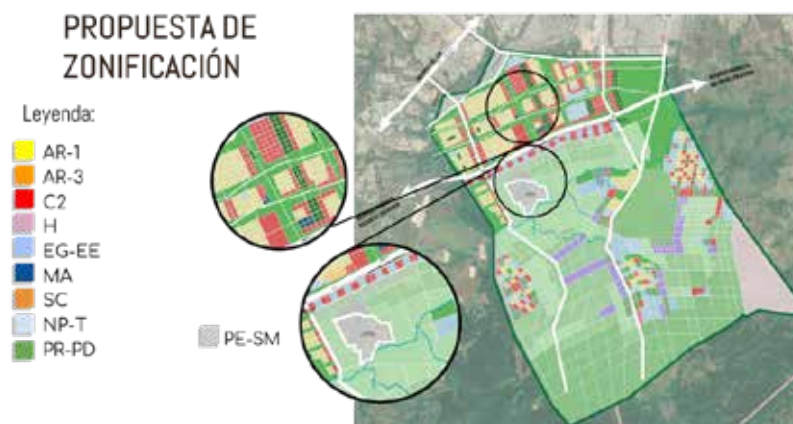 PROPUESTA DE
ZONIFICACIÓN
Leyenda:
AR-1
AR-3
C2
H
EG-EE
MA
SC
NP-T
PR-PD
PE-SM